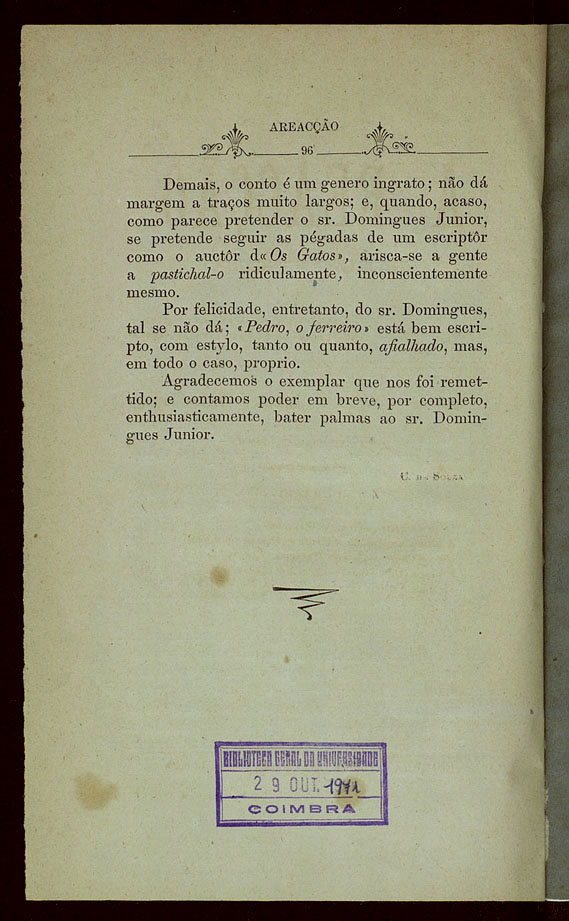 AREACÇÃO
96
Demais, o conto é um genero ingrato; não dá
margem a traços muito largos; e, quando, acaso,
como parece pretender o sr. Domingues Junior,
se pretende seguir as pégadas de um escriptôr
como o auctôr d«Os Gatos», arisca-se a gente
a pastichal-o ridiculamente, inconscientemente
mesmo.
Por felicidade, entretanto, do sr. Domingues,
tal se não dá; «Pedro, o ferreiro» está bem escri-
pto, com estylo, tanto ou quanto, afialhado, mas,
em todo o caso, proprio.
Agradecemos o exemplar que nos foi remet-
tido; e contamos poder em breve, por completo,
enthusiasticamente, bater palmas ao sr. Domin-
gues Junior.
C. de Souza
BIBLIOTECA GERAL DA UNIVERSIDADE
29 OUT. 1971
COIMBRA